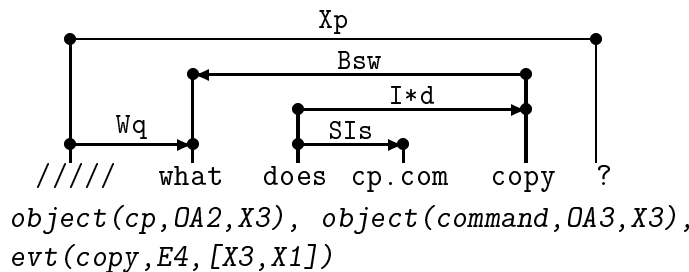 Xp
Bsw
I*d
Wq
SIs
///// what does cp.com copy ?
object(cp,OA2,X3), object(command,OA3,X3),
evt(copy,E4,[X3,X1])